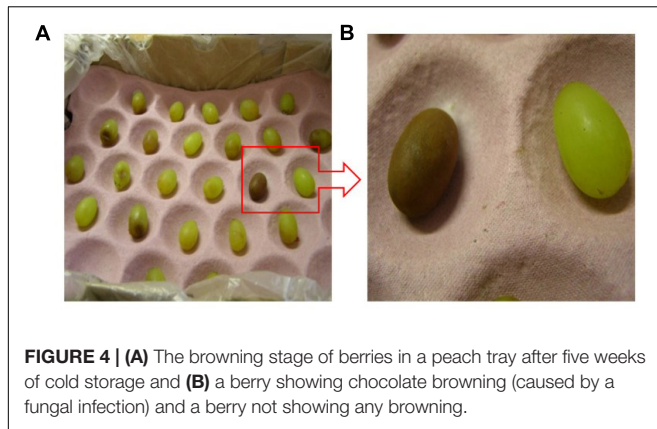 A
B
FIGURE 4 | (A) The browning stage of berries in a peach tray after five weeks
of cold storage and (B) a berry showing chocolate browning (caused by a
fungal infection) and a berry not showing any browning.